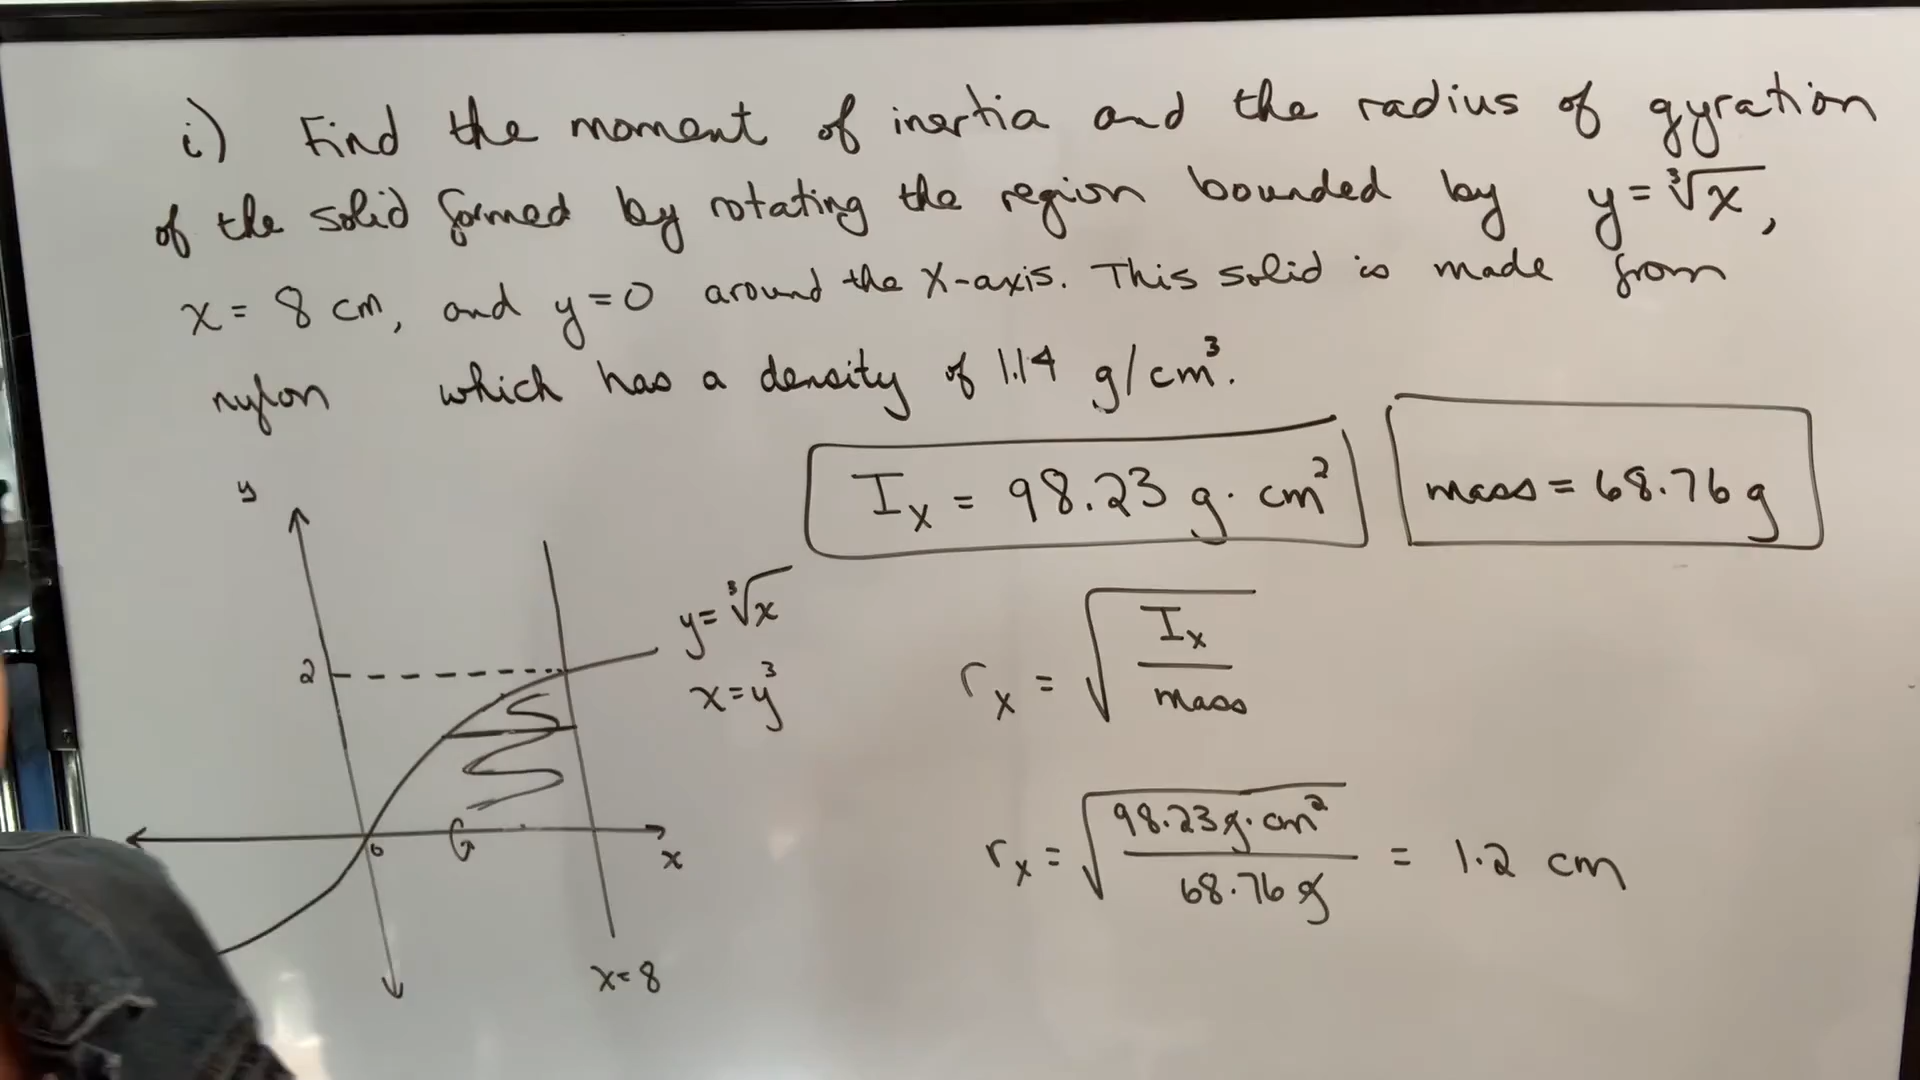 i) Find the moment of inertia and the radius of gyration
of the solid formed by rotating the region bounded by y = ∛x,
x = 8 cm, and y = 0 around the x-axis. This solid is made from
nylon which has a density of 1.14 g/cm³.
Iₓ = 98.23 g · cm²
mass = 68.76 g
y
y = ∛x
x = y³
2
0
x
x = 8
rₓ = √(Iₓ / mass)
rₓ = √(98.23 g · cm² / 68.76 g) = 1.2 cm